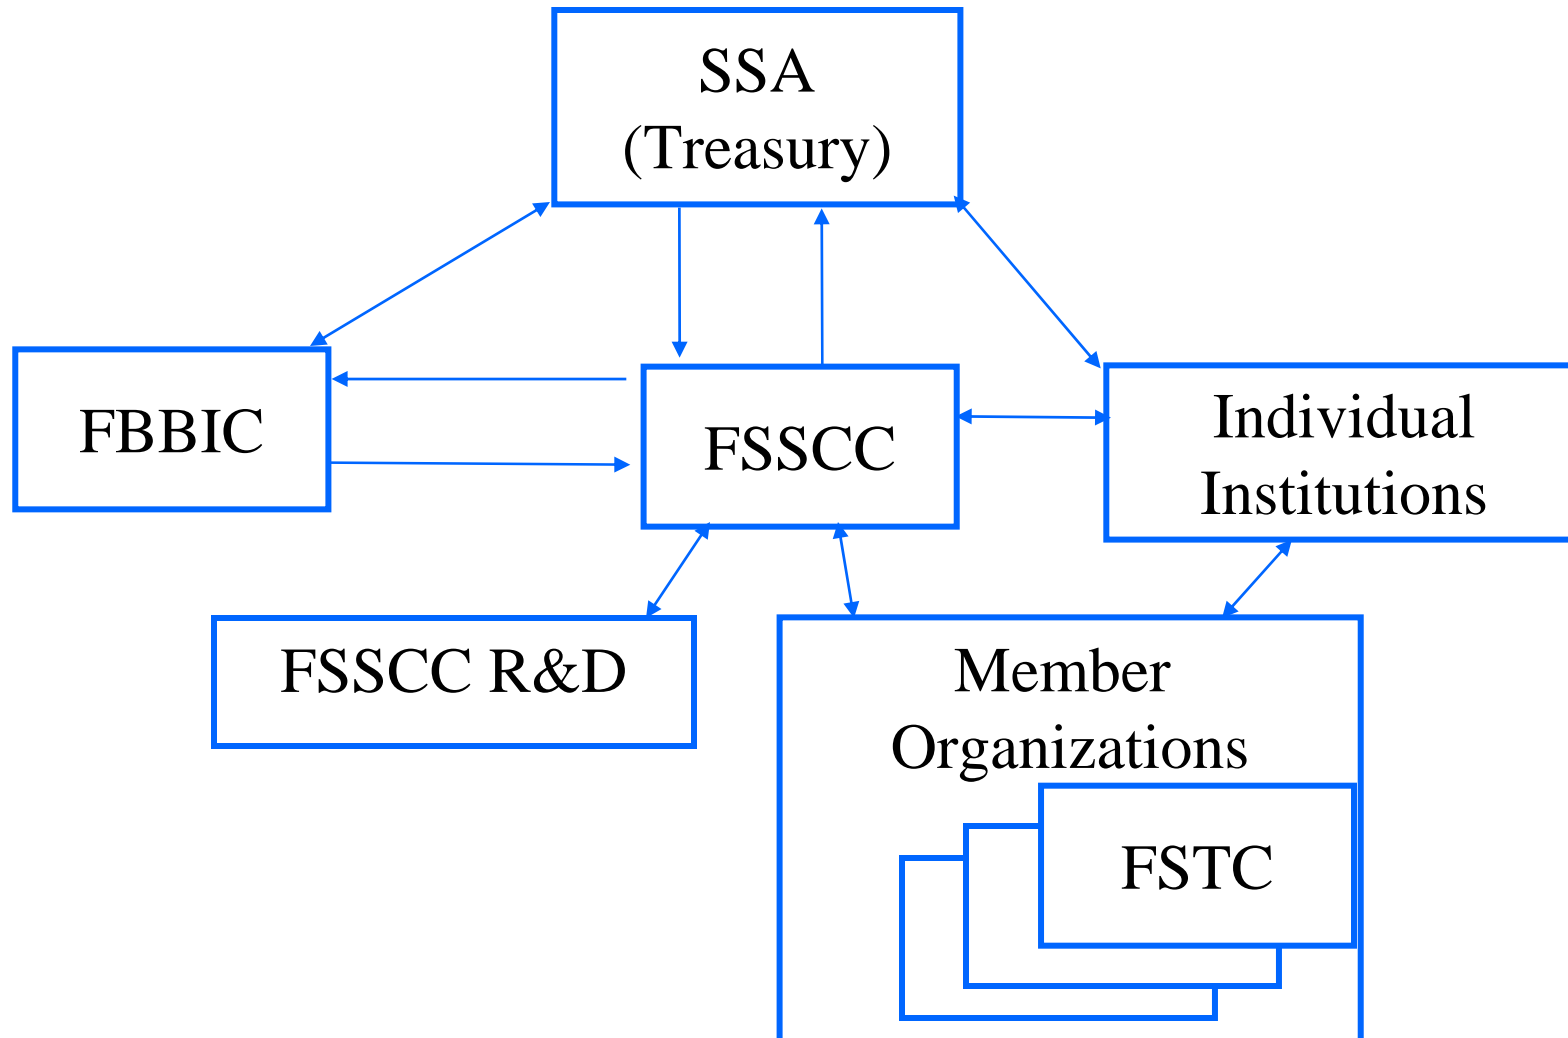 SSA
(Treasury)
FBBIC
FSSCC
Individual
Institutions
FSSCC R&D
Member
Organizations
FSTC